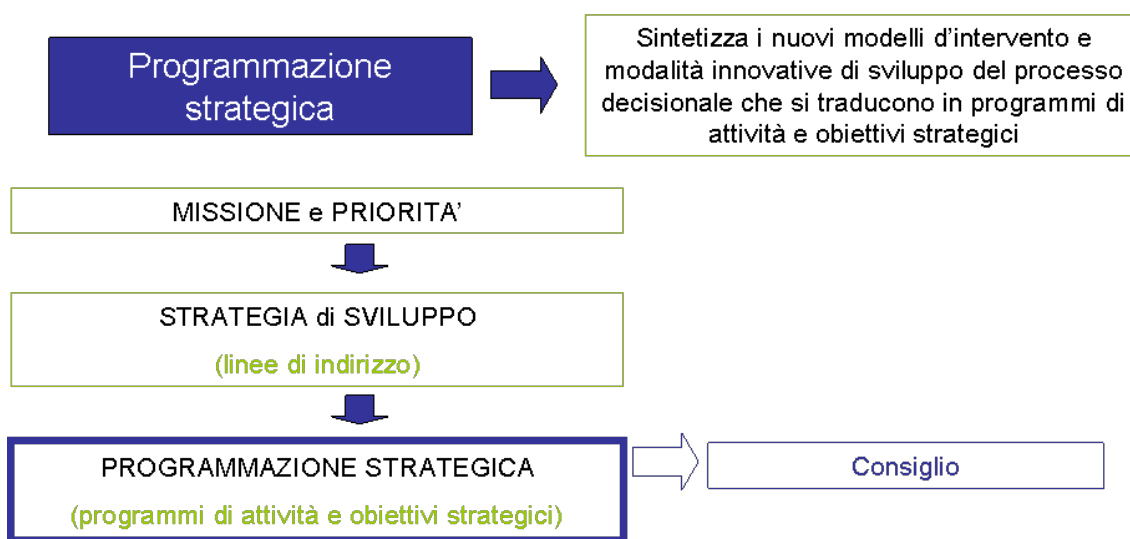 Programmazione
strategica
Sintetizza i nuovi modelli d'intervento e
modalità innovative di sviluppo del processo
decisionale che si traducono in programmi di
attività e obiettivi strategici
MISSIONE e PRIORITA'
STRATEGIA di SVILUPPO
(linee di indirizzo)
PROGRAMMAZIONE STRATEGICA
(programmi di attività e obiettivi strategici)
Consiglio